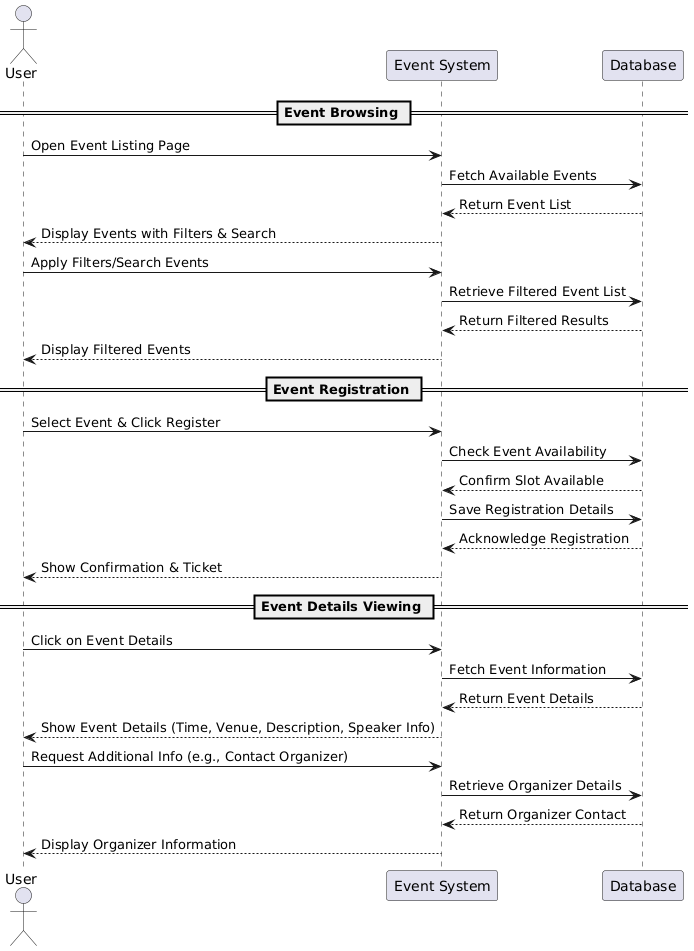 User
Event System
Database
Event Browsing
Open Event Listing Page
Fetch Available Events
Return Event List
Display Events with Filters & Search
Apply Filters/Search Events
Retrieve Filtered Event List
Return Filtered Results
Display Filtered Events
Event Registration
Select Event & Click Register
Check Event Availability
Confirm Slot Available
Save Registration Details
Acknowledge Registration
Show Confirmation & Ticket
Event Details Viewing
Click on Event Details
Fetch Event Information
Return Event Details
Show Event Details (Time, Venue, Description, Speaker Info)
Request Additional Info (e.g., Contact Organizer)
Retrieve Organizer Details
Return Organizer Contact
Display Organizer Information
User
Event System
Database